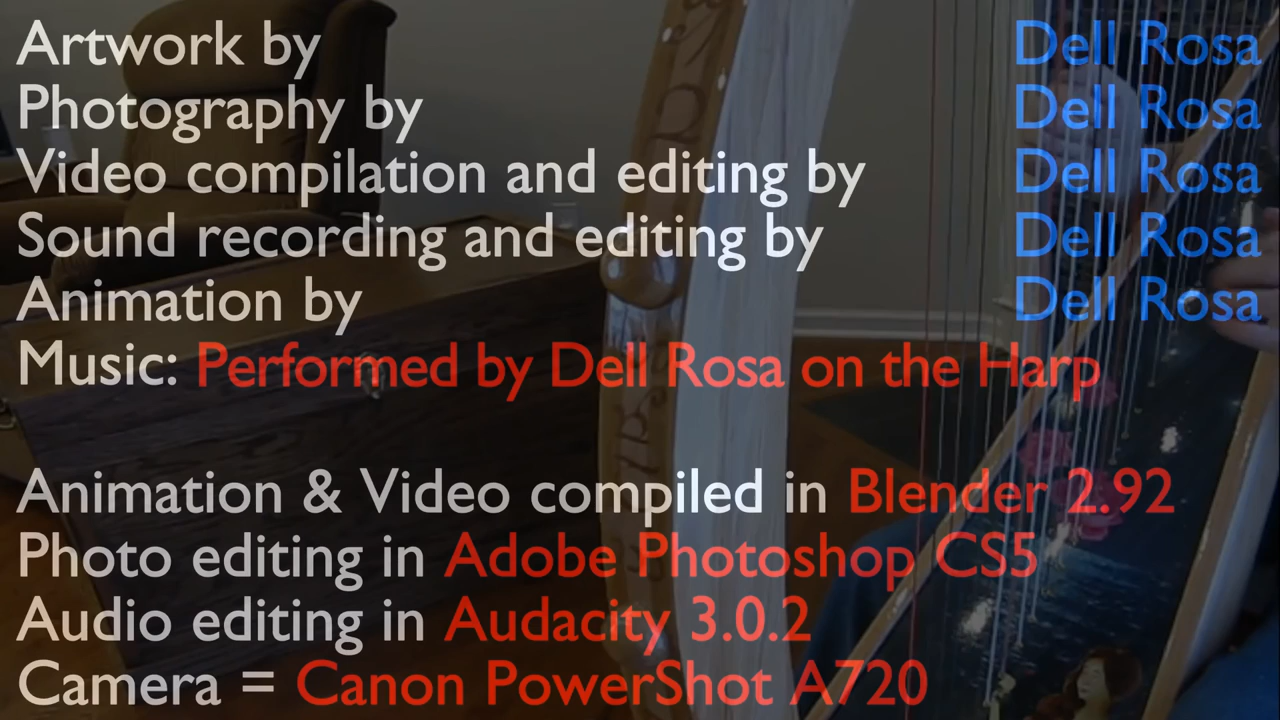 Artwork by Dell Rosa
Photography by Dell Rosa
Video compilation and editing by Dell Rosa
Sound recording and editing by Dell Rosa
Animation by Dell Rosa
Music: Performed by Dell Rosa on the Harp
Animation & Video compiled in Blender 2.92
Photo editing in Adobe Photoshop CS5
Audio editing in Audacity 3.0.2
Camera = Canon PowerShot A720